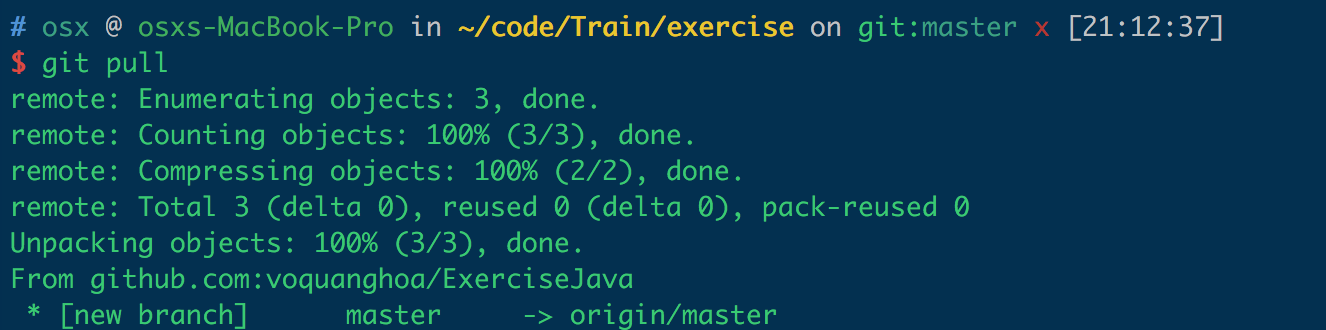 # osx @ osxs-MacBook-Pro in ~/code/Train/exercise on git:master x [21:12:37]
$ git pull
remote: Enumerating objects: 3, done.
remote: Counting objects: 100% (3/3), done.
remote: Compressing objects: 100% (2/2), done.
remote: Total 3 (delta 0), reused 0 (delta 0), pack-reused 0
Unpacking objects: 100% (3/3), done.
From github.com:voquanghoa/ExerciseJava
 * [new branch]      master     -> origin/master